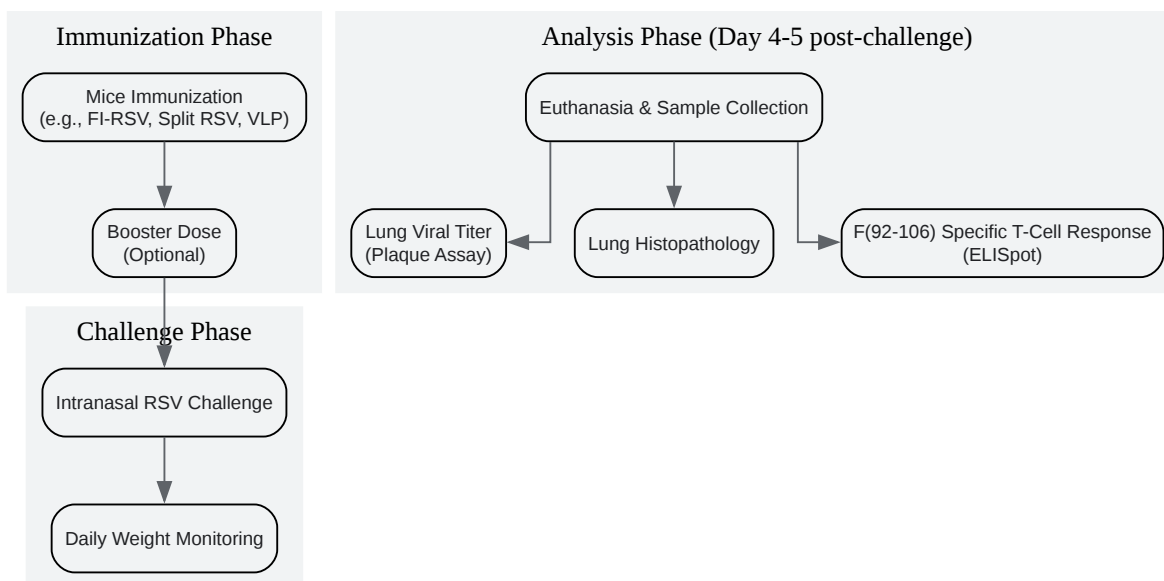 Immunization Phase
Mice Immunization
(e.g., FI-RSV, Split RSV, VLP)
Booster Dose
(Optional)
Challenge Phase
Intranasal RSV Challenge
Daily Weight Monitoring
Analysis Phase (Day 4-5 post-challenge)
Euthanasia & Sample Collection
Lung Viral Titer
(Plaque Assay)
Lung Histopathology
F(92-106) Specific T-Cell Response
(ELISpot)